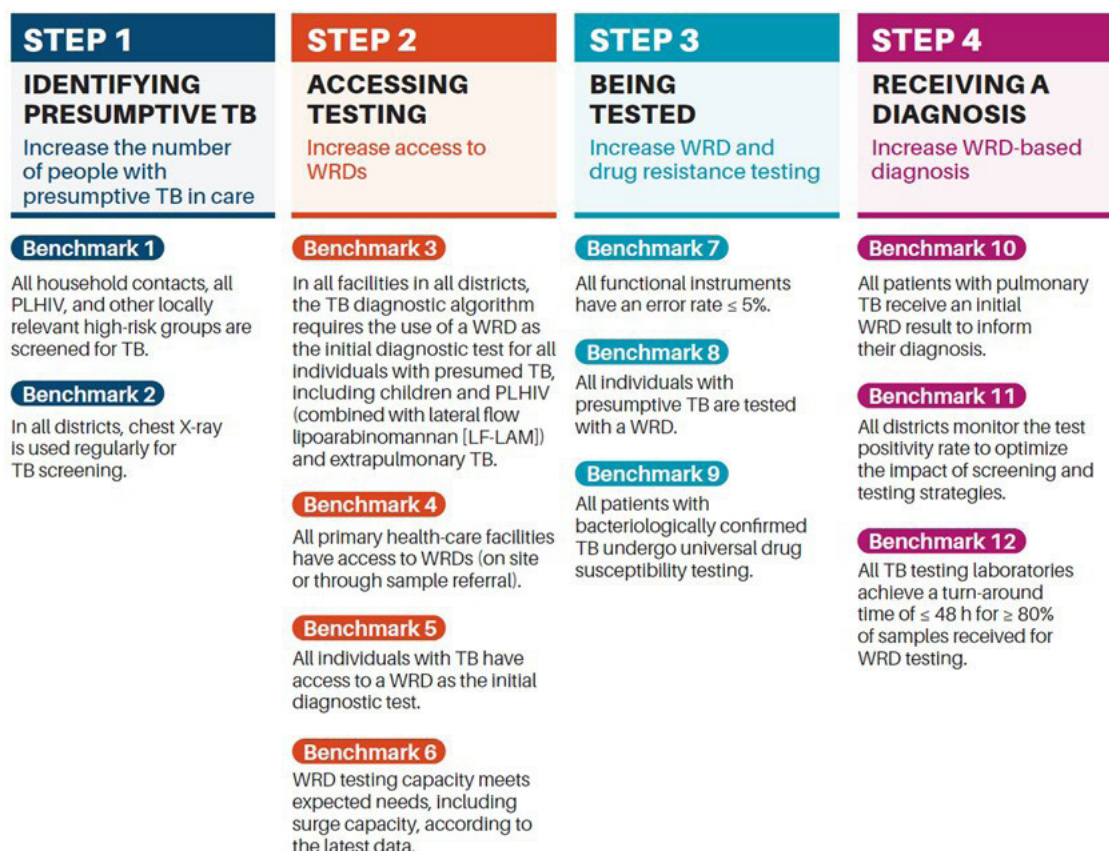 STEP 1
IDENTIFYING
PRESUMPTIVE TB
Increase the number
of people with
presumptive TB in care
Benchmark 1
All household contacts, all
PLHIV, and other locally
relevant high-risk groups are
screened for TB.
Benchmark 2
In all districts, chest X-ray
is used regularly for
TB screening.
STEP 2
ACCESSING
TESTING
Increase access to
WRDs
Benchmark 3
In all facilities in all districts,
the TB diagnostic algorithm
requires the use of a WRD as
the initial diagnostic test for all
individuals with presumed TB,
including children and PLHIV
(combined with lateral flow
lipoarabinomannan [LF-LAM])
and extrapulmonary TB.
Benchmark 4
All primary health-care facilities
have access to WRDs (on site
or through sample referral).
Benchmark 5
All individuals with TB have
access to a WRD as the initial
diagnostic test.
Benchmark 6
WRD testing capacity meets
expected needs, including
surge capacity, according to
the latest data.
STEP 3
BEING
TESTED
Increase WRD and
drug resistance testing
Benchmark 7
All functional instruments
have an error rate ≤ 5%.
Benchmark 8
All individuals with
presumptive TB are tested
with a WRD.
Benchmark 9
All patients with
bacteriologically confirmed
TB undergo universal drug
susceptibility testing.
STEP 4
RECEIVING A
DIAGNOSIS
Increase WRD-based
diagnosis
Benchmark 10
All patients with pulmonary
TB receive an initial
WRD result to inform
their diagnosis.
Benchmark 11
All districts monitor the test
positivity rate to optimize
the impact of screening and
testing strategies.
Benchmark 12
All TB testing laboratories
achieve a turn-around
time of ≤ 48 h for ≥ 80%
of samples received for
WRD testing.